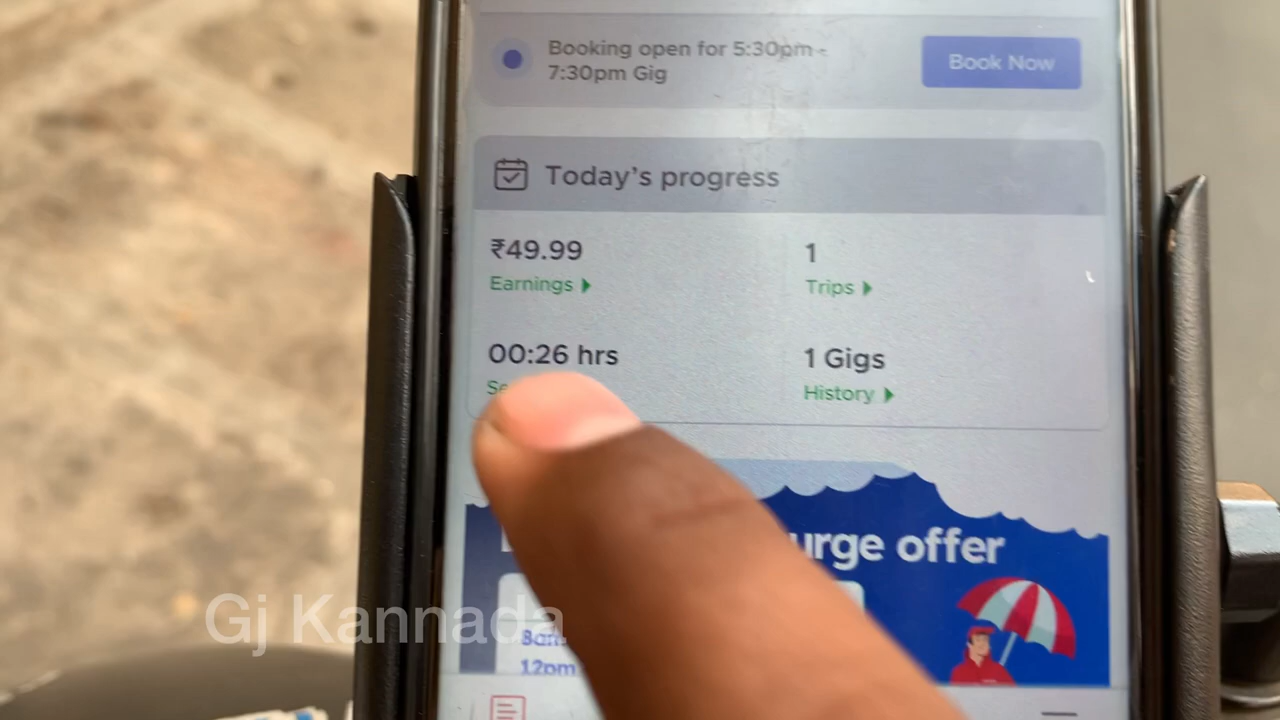 Booking open for 5:30pm -
7:30pm Gig
Book Now
Today's progress
₹49.99
Earnings
1
Trips
00:26 hrs
1 Gigs
History
urge offer
8am
12pm
Gj Kannada